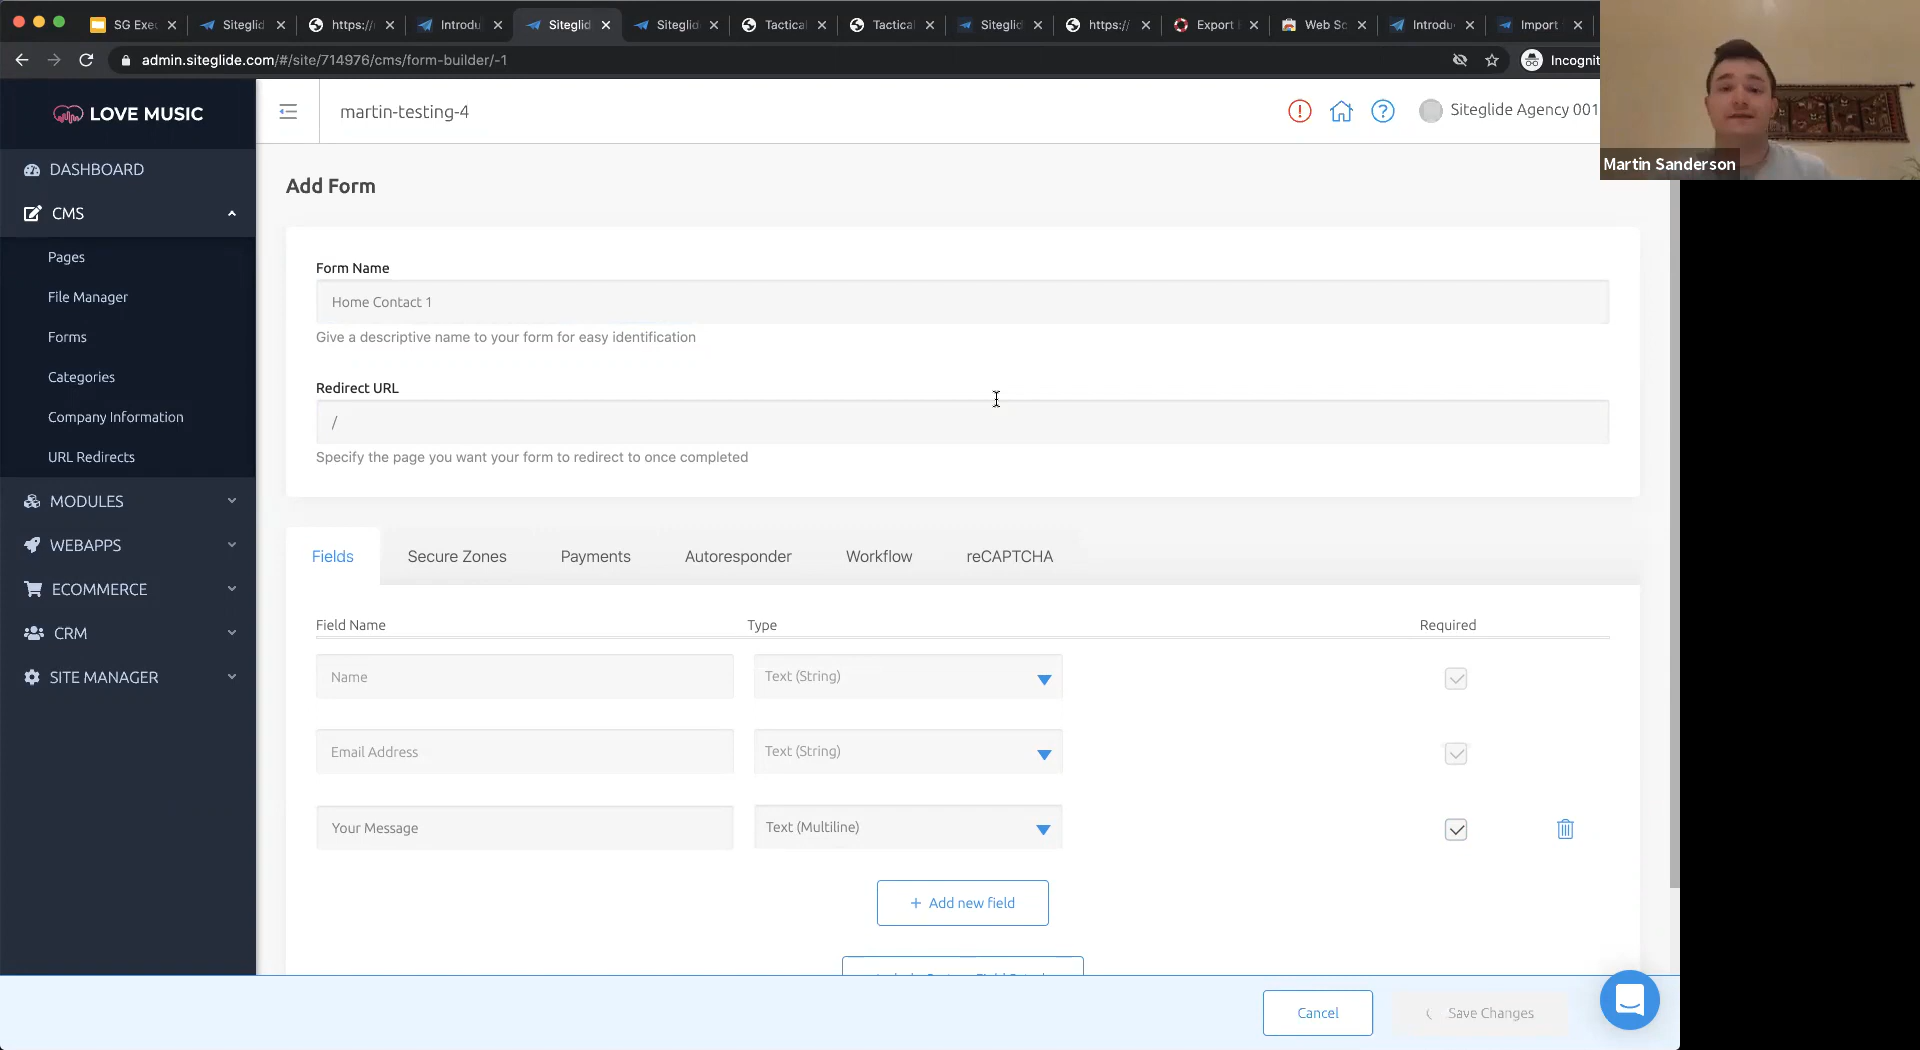 SG Exec
Siteglid
https://
Introdu
Siteglid
Siteglid
Tactical
Tactical
Siteglid
https://
Export
Web Sc
Introdu
Import
admin.siteglide.com/#/site/714976/cms/form-builder/-1
Incognit
LOVE MUSIC
martin-testing-4
Siteglide Agency 001
Martin Sanderson
DASHBOARD
CMS
Pages
File Manager
Forms
Categories
Company Information
URL Redirects
MODULES
WEBAPPS
ECOMMERCE
CRM
SITE MANAGER
Add Form
Form Name
Home Contact 1
Give a descriptive name to your form for easy identification
Redirect URL
/
Specify the page you want your form to redirect to once completed
Fields
Secure Zones
Payments
Autoresponder
Workflow
reCAPTCHA
Field Name
Type
Required
Name
Text (String)
Email Address
Text (String)
Your Message
Text (Multiline)
+ Add new field
Cancel
Save Changes